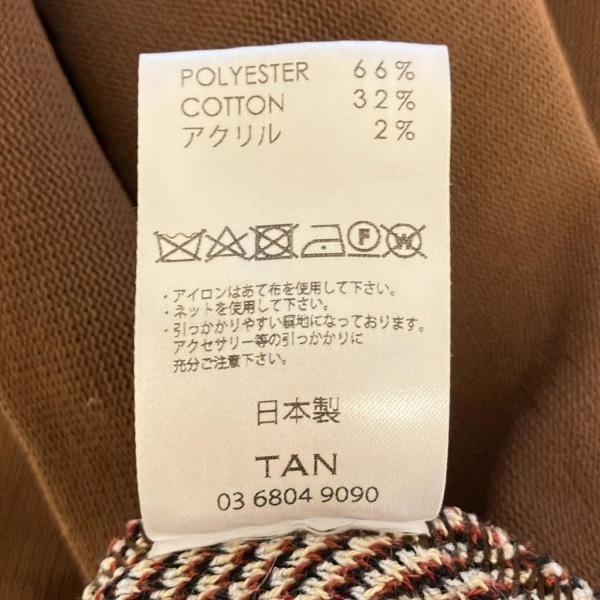 POLYESTER 66%
COTTON 32%
アクリル 2%
F W
・アイロンはあて布を使用して下さい。
・ネットを使用して下さい。
・引っかかりやすい編地になっております。
アクセサリー等の引っかかりに
充分ご注意下さい。
日本製
TAN
03 6804 9090